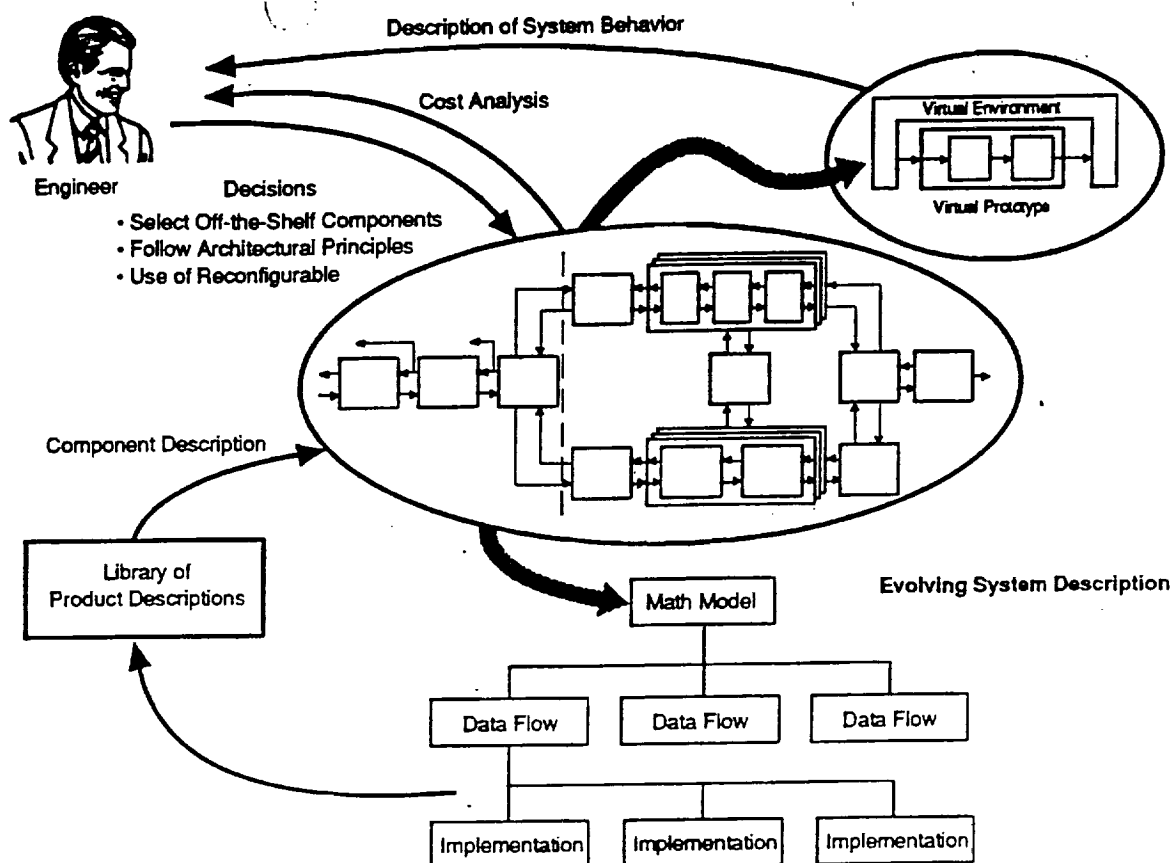 Description of System Behavior
Cost Analysis
Virtual Environment
Virtual Prototype
Engineer
Decisions
• Select Off-the-Shelf Components
• Follow Architectural Principles
• Use of Reconfigurable
Component Description
Library of
Product Descriptions
Math Model
Evolving System Description
Data Flow
Data Flow
Data Flow
Implementation
Implementation
Implementation